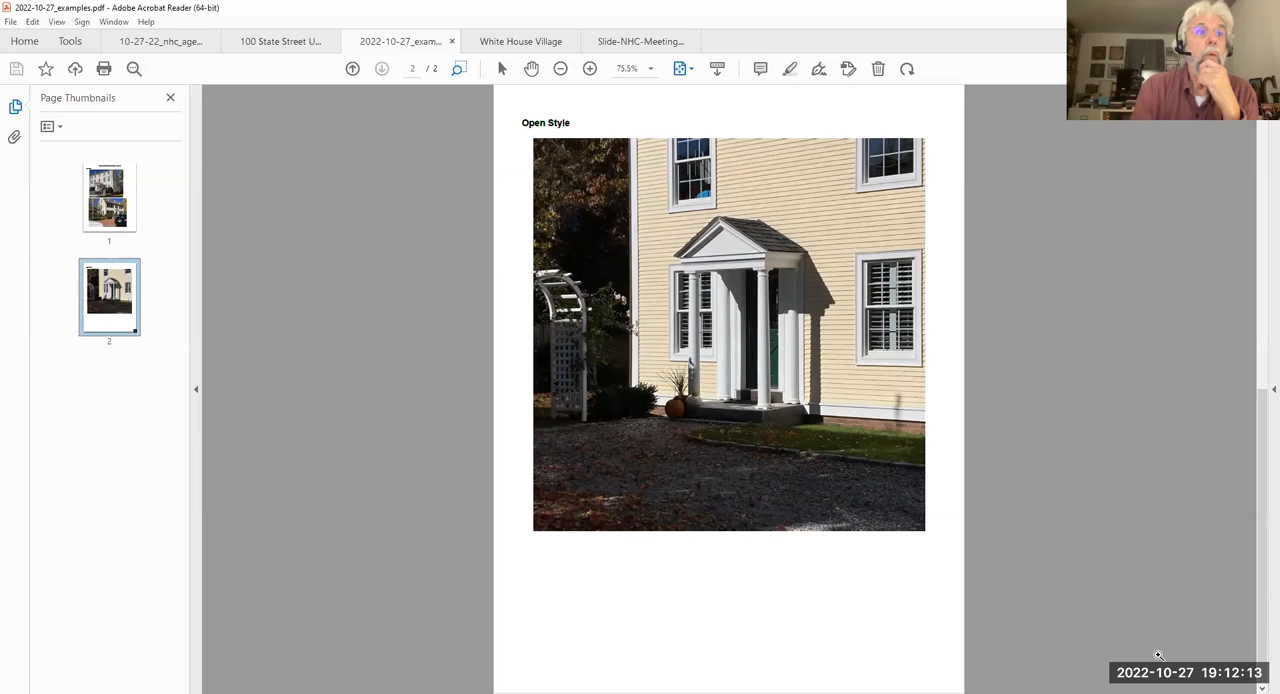 2022-10-27_examples.pdf - Adobe Acrobat Reader (64-bit)
File Edit View Sign Window Help
Home Tools 10-27-22_nhc_age... 100 State Street U... 2022-10-27_exam... White House Village Slide-NHC-Meeting...
2 / 2 75.5%
Page Thumbnails
1
2
Open Style
2022-10-27 19:12:13